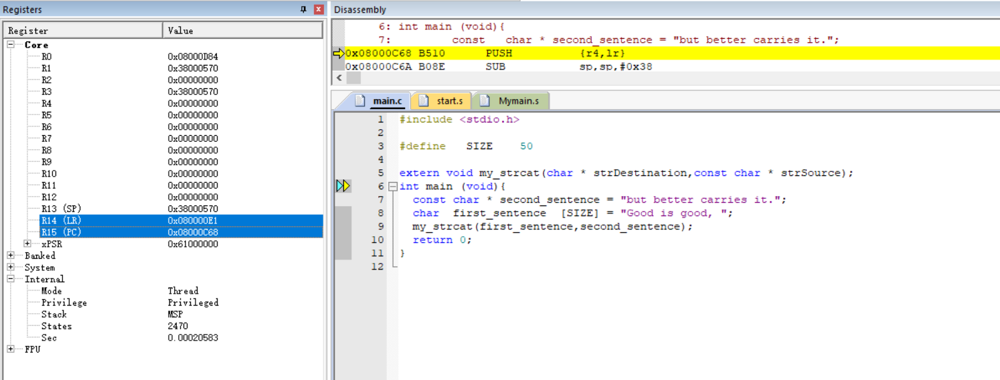 Registers
Register Value
Core
R0 0x08000D84
R1 0x38000570
R2 0x00000000
R3 0x38000570
R4 0x00000000
R5 0x00000000
R6 0x00000000
R7 0x00000000
R8 0x00000000
R9 0x00000000
R10 0x00000000
R11 0x00000000
R12 0x00000000
R13 (SP) 0x38000570
R14 (LR) 0x080000E1
R15 (PC) 0x08000C68
xPSR 0x61000000
Banked
System
Internal
Mode Thread
Privilege Privileged
Stack MSP
States 2470
Sec 0.00020583
FPU
Disassembly
6: int main (void){
7: const char * second_sentence = "but better carries it.";
0x08000C68 B510 PUSH {r4,lr}
0x08000C6A B08E SUB sp,sp,#0x38
main.c start.s Mymain.s
1 #include <stdio.h>
2
3 #define SIZE 50
4
5 extern void my_strcat(char * strDestination,const char * strSource);
6 int main (void){
7 const char * second_sentence = "but better carries it.";
8 char first_sentence [SIZE] = "Good is good, ";
9 my_strcat(first_sentence,second_sentence);
10 return 0;
11 }
12